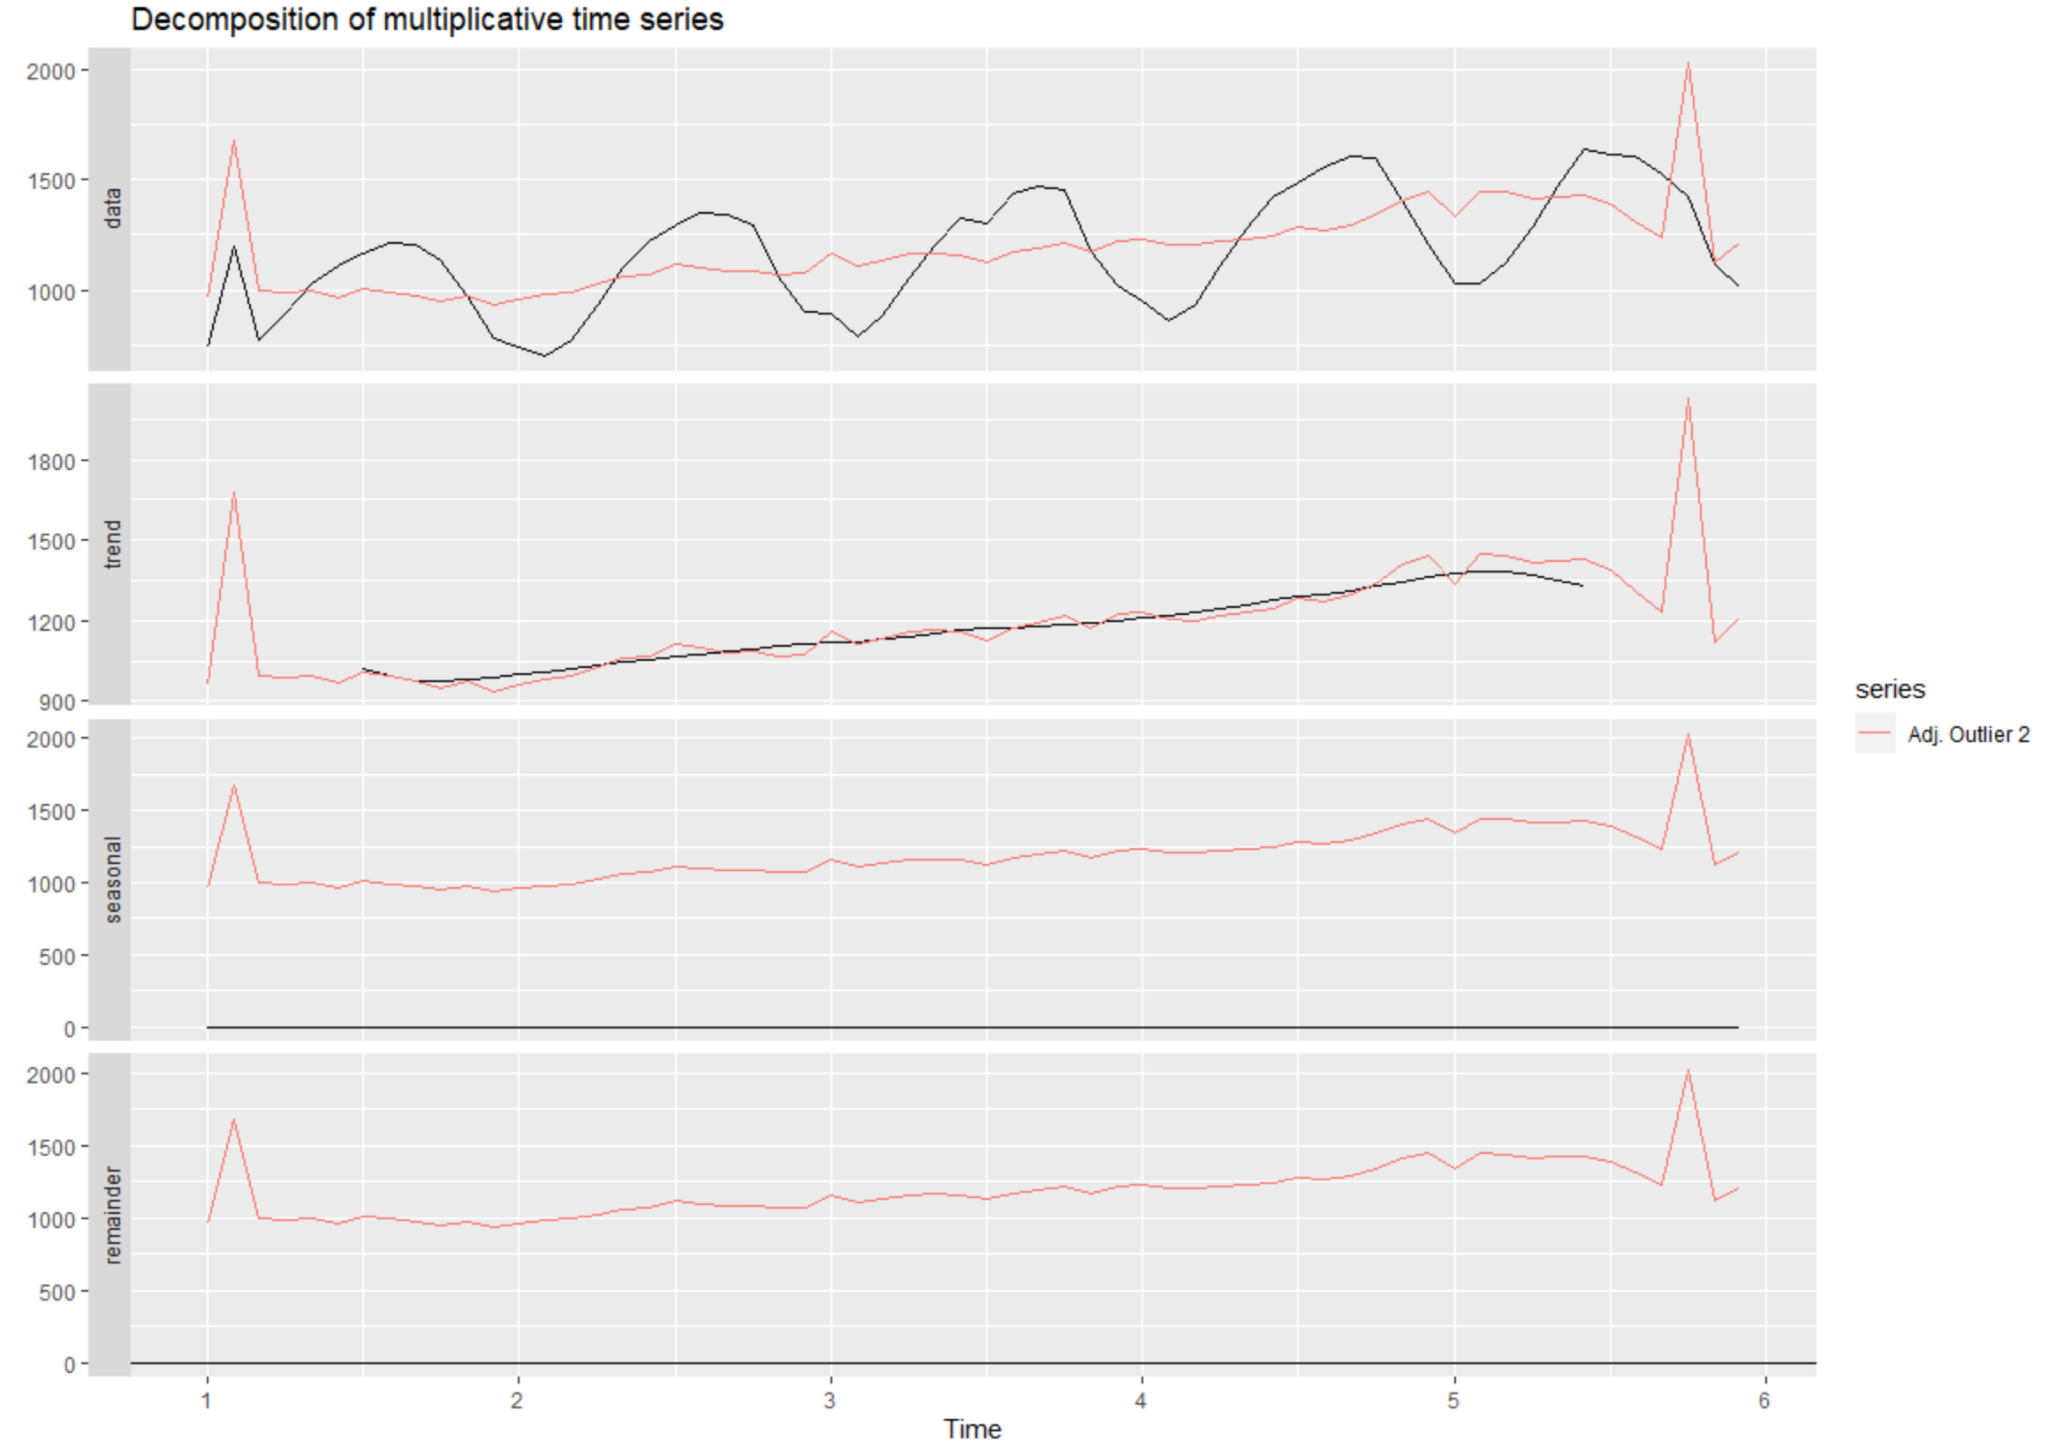 Decomposition of multiplicative time series
2000
1500
1000
data
1800
1500
1200
900
trend
2000
1500
1000
500
0
seasonal
2000
1500
1000
500
0
remainder
1 2 3 4 5 6
Time
series
Adj. Outlier 2